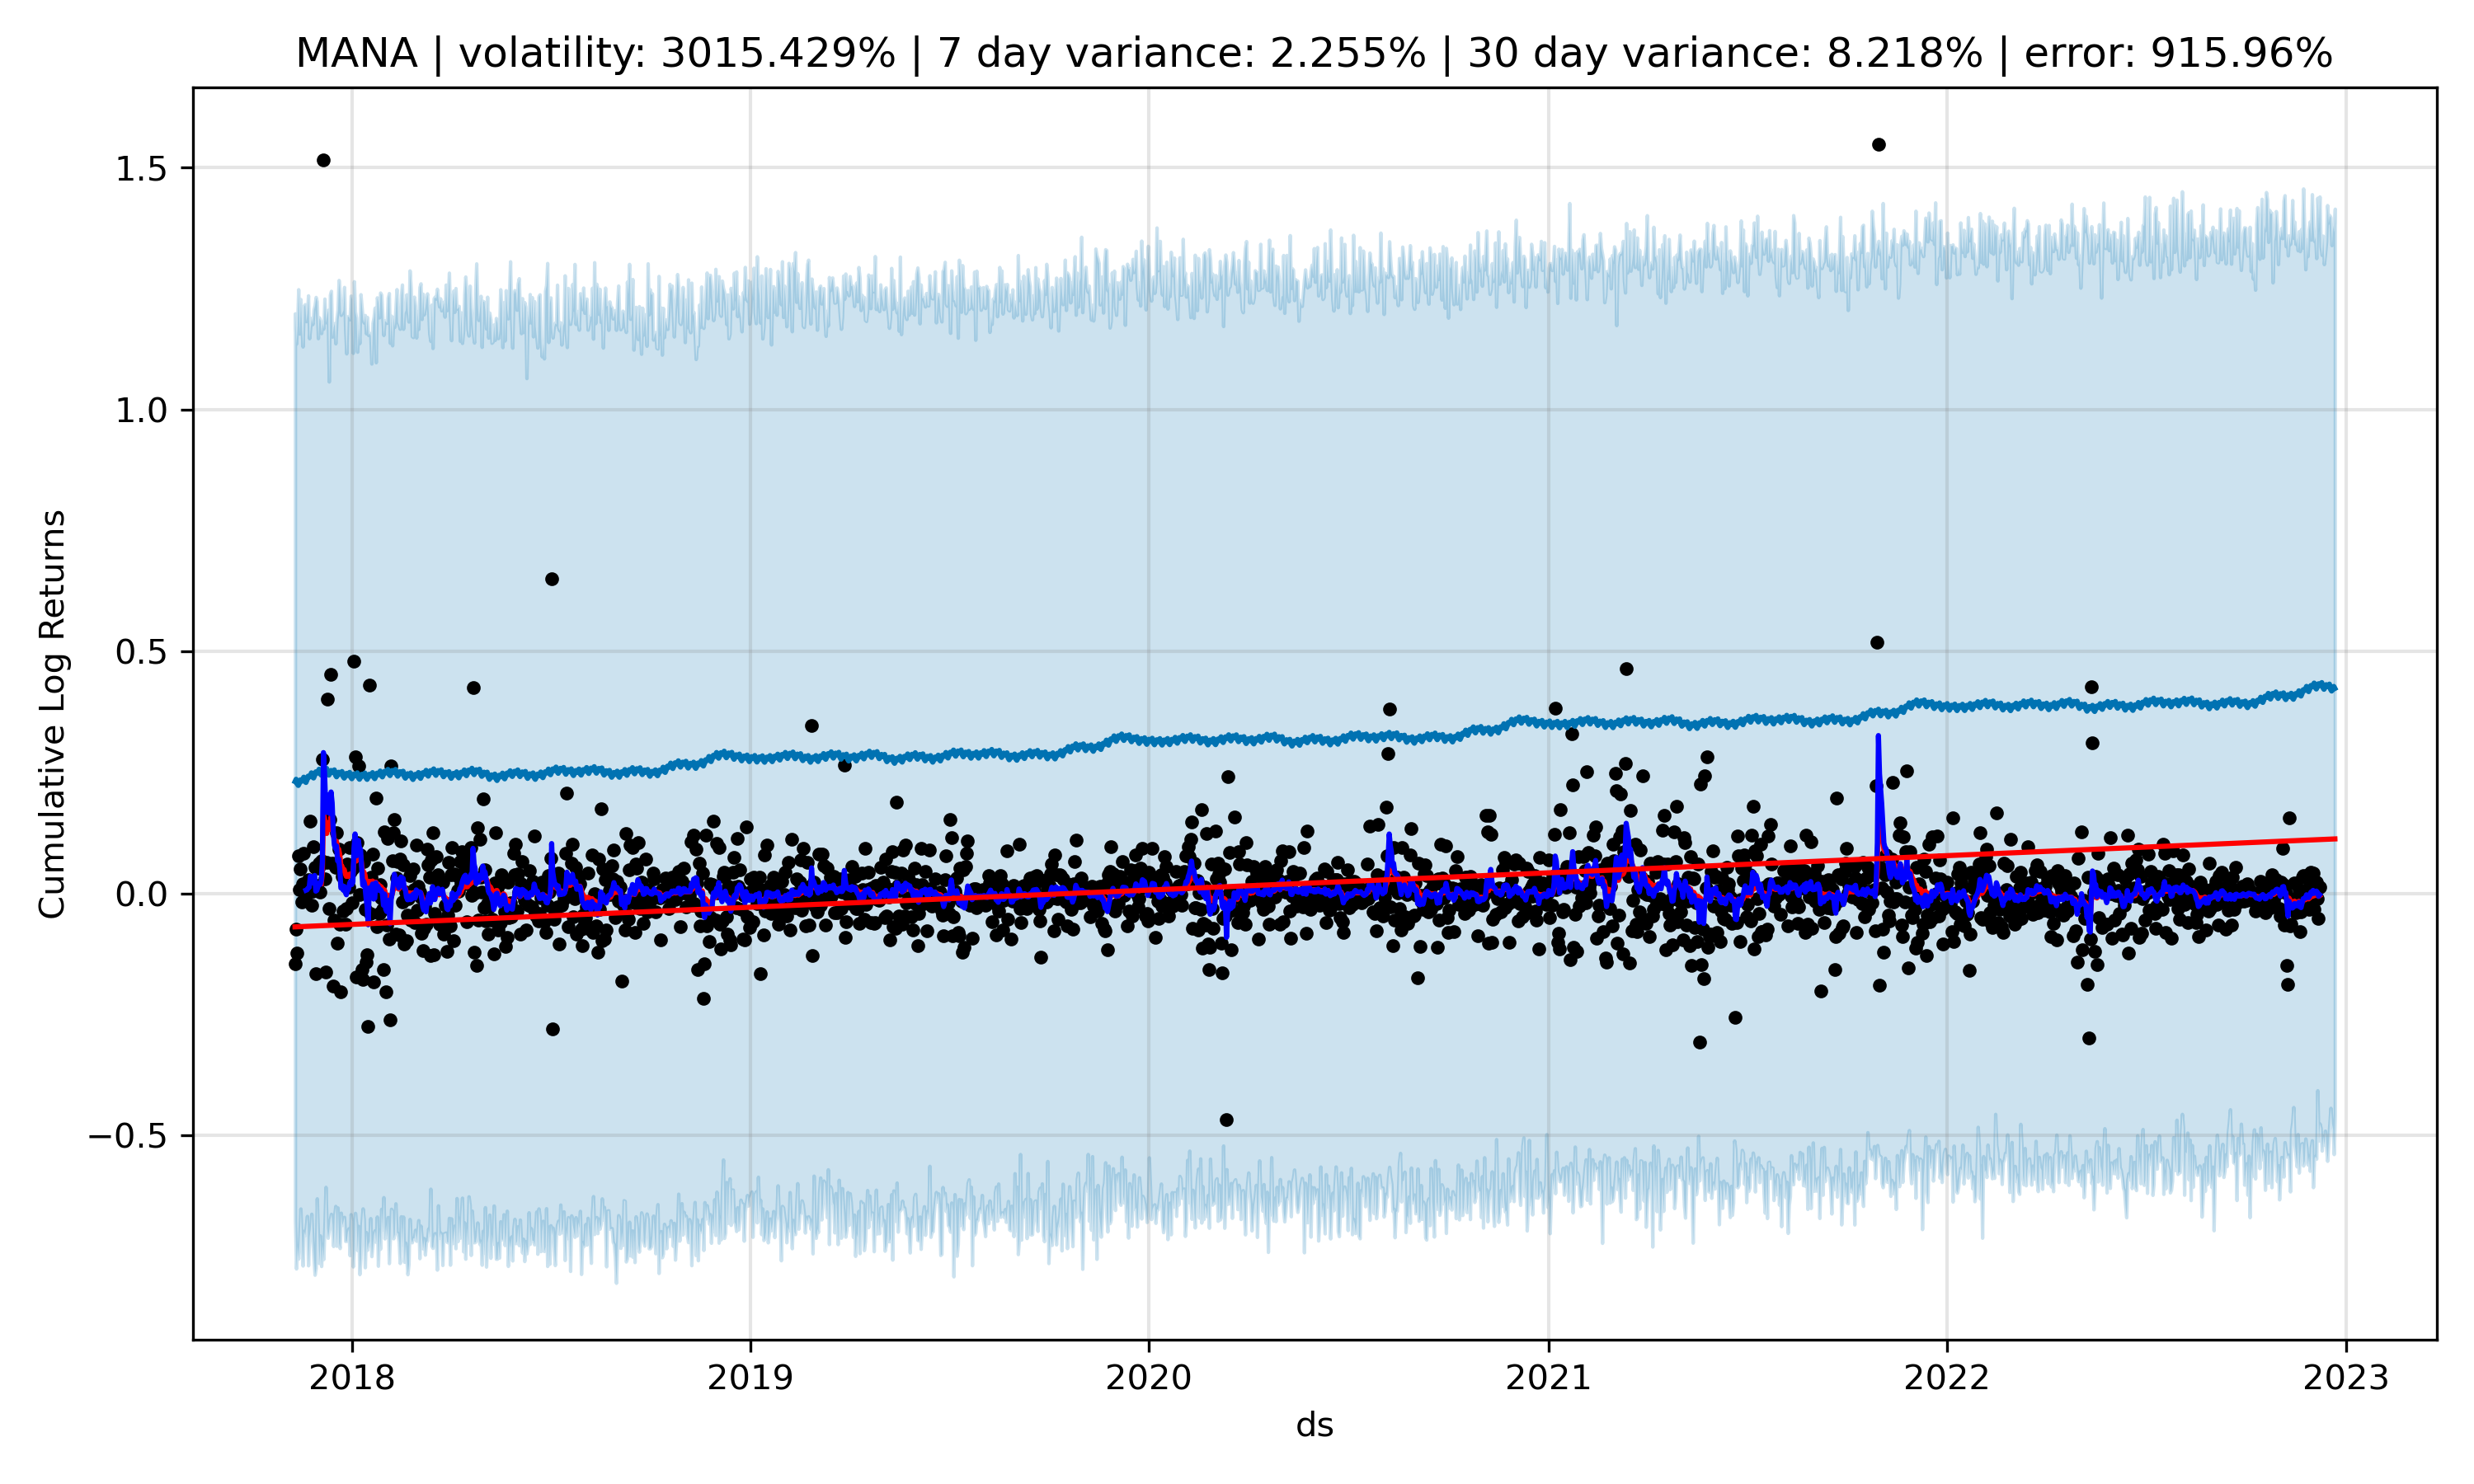 MANA | volatility: 3015.429% | 7 day variance: 2.255% | 30 day variance: 8.218% | error: 915.96%
Cumulative Log Returns
1.5
1.0
0.5
0.0
−0.5
2018 2019 2020 2021 2022 2023
ds